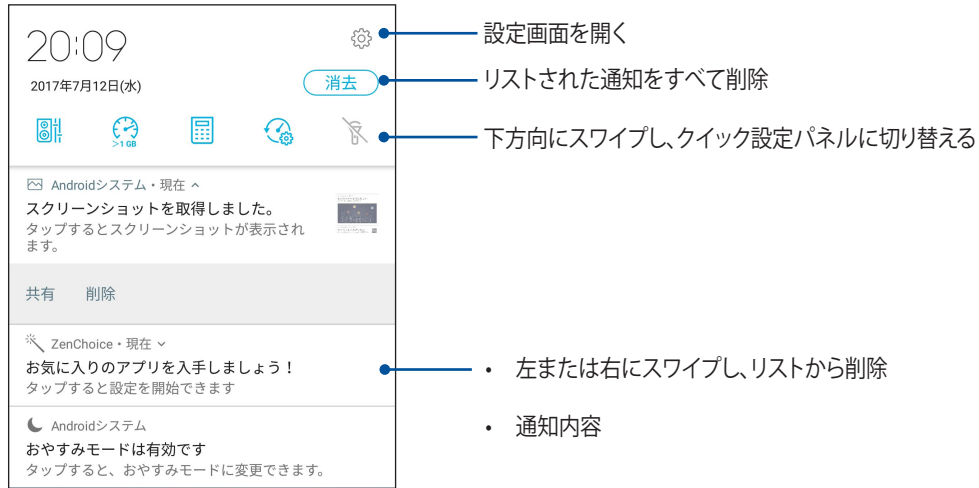 20:09
設定画面を開く
2017年7月12日(水)
消去
リストされた通知をすべて削除
>1 GB
下方向にスワイプし、クイック設定パネルに切り替える
Androidシステム・現在
スクリーンショットを取得しました。
タップするとスクリーンショットが表示され
ます。
共有 削除
ZenChoice・現在
お気に入りのアプリを入手しましょう！
タップすると設定を開始できます
• 左または右にスワイプし、リストから削除
• 通知内容
Androidシステム
おやすみモードは有効です
タップすると、おやすみモードに変更できます。